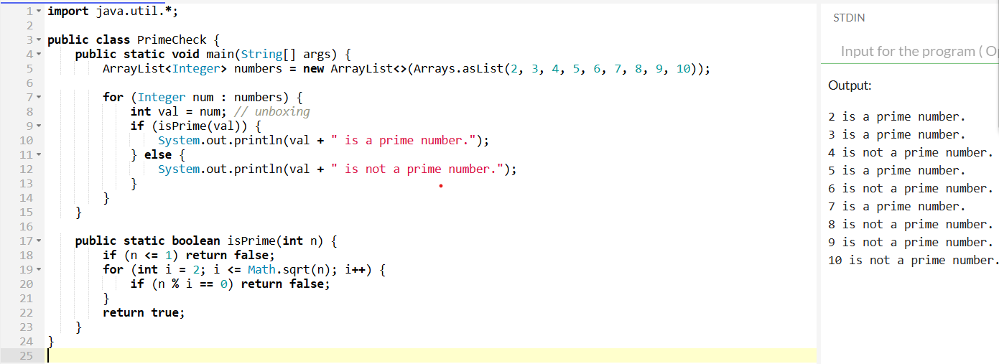 1 import java.util.*;
2
3 public class PrimeCheck {
4     public static void main(String[] args) {
5         ArrayList<Integer> numbers = new ArrayList<>(Arrays.asList(2, 3, 4, 5, 6, 7, 8, 9, 10));
6
7         for (Integer num : numbers) {
8             int val = num; // unboxing
9             if (isPrime(val)) {
10                 System.out.println(val + " is a prime number.");
11             } else {
12                 System.out.println(val + " is not a prime number.");
13             }
14         }
15     }
16
17     public static boolean isPrime(int n) {
18         if (n <= 1) return false;
19         for (int i = 2; i <= Math.sqrt(n); i++) {
20             if (n % i == 0) return false;
21         }
22         return true;
23     }
24 }
25
STDIN
Input for the program ( O
Output:
2 is a prime number.
3 is a prime number.
4 is not a prime number.
5 is a prime number.
6 is not a prime number.
7 is a prime number.
8 is not a prime number.
9 is not a prime number.
10 is not a prime number.